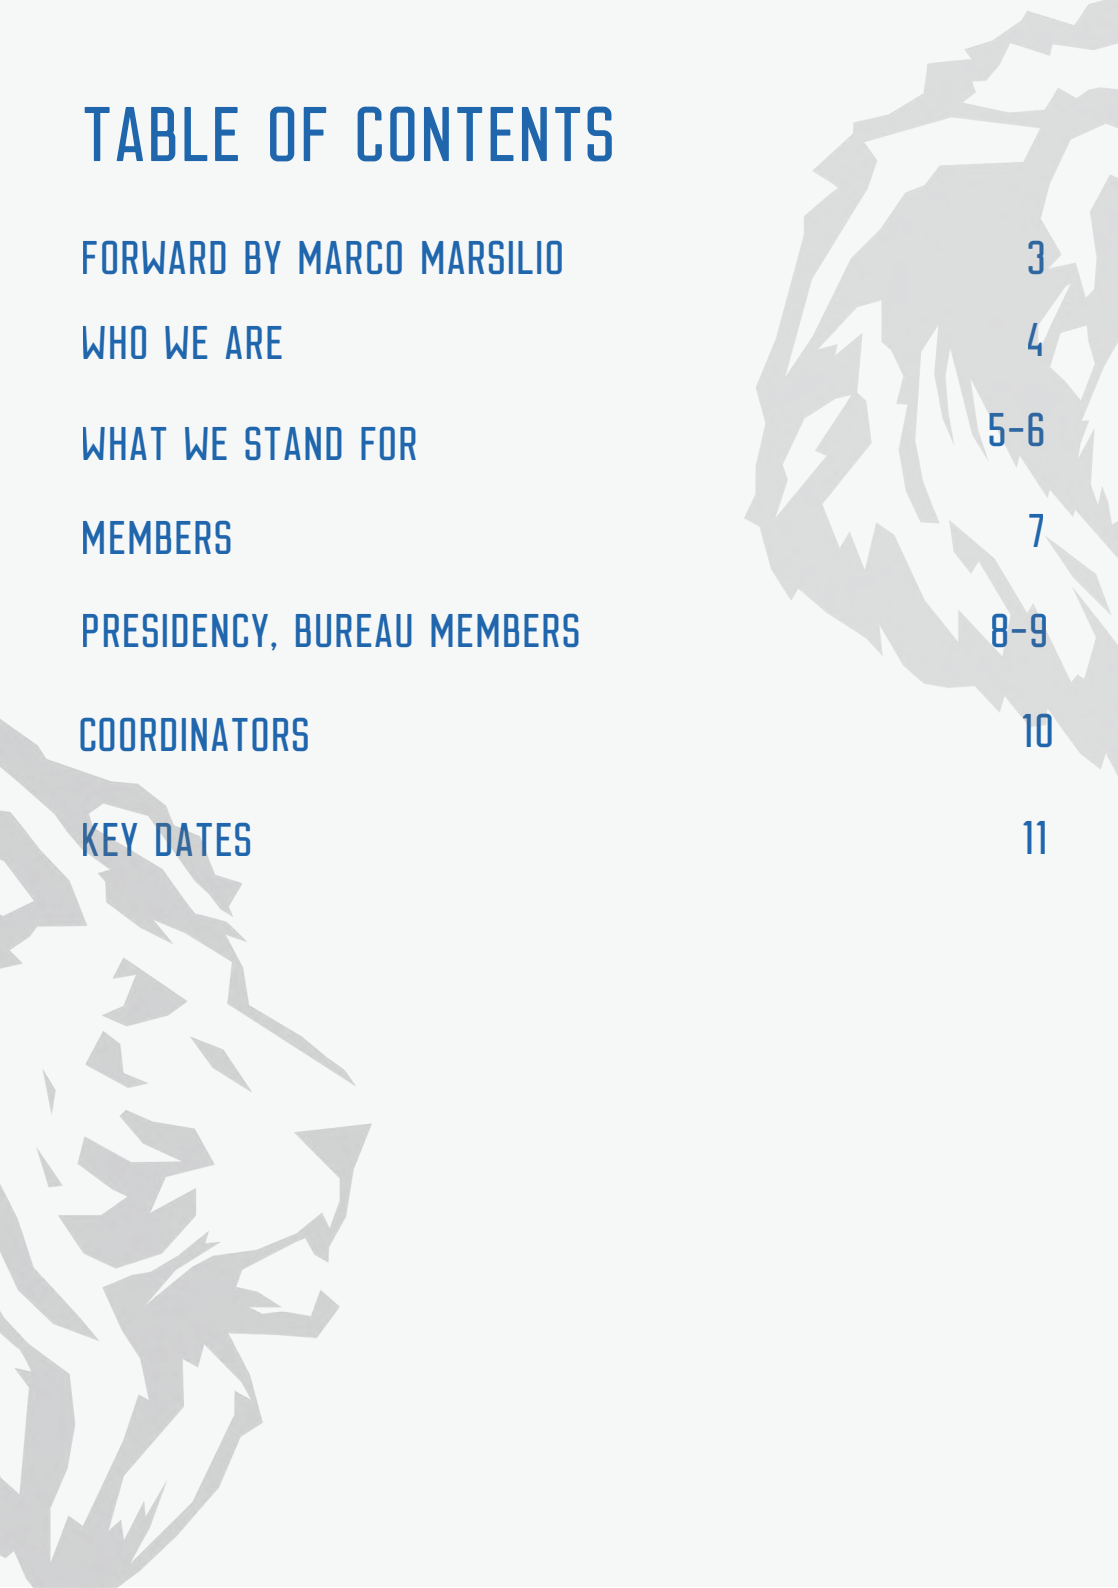 TABLE OF CONTENTS
FORWARD BY MARCO MARSILIO 3
WHO WE ARE 4
WHAT WE STAND FOR 5-6
MEMBERS 7
PRESIDENCY, BUREAU MEMBERS 8-9
COORDINATORS 10
KEY DATES 11